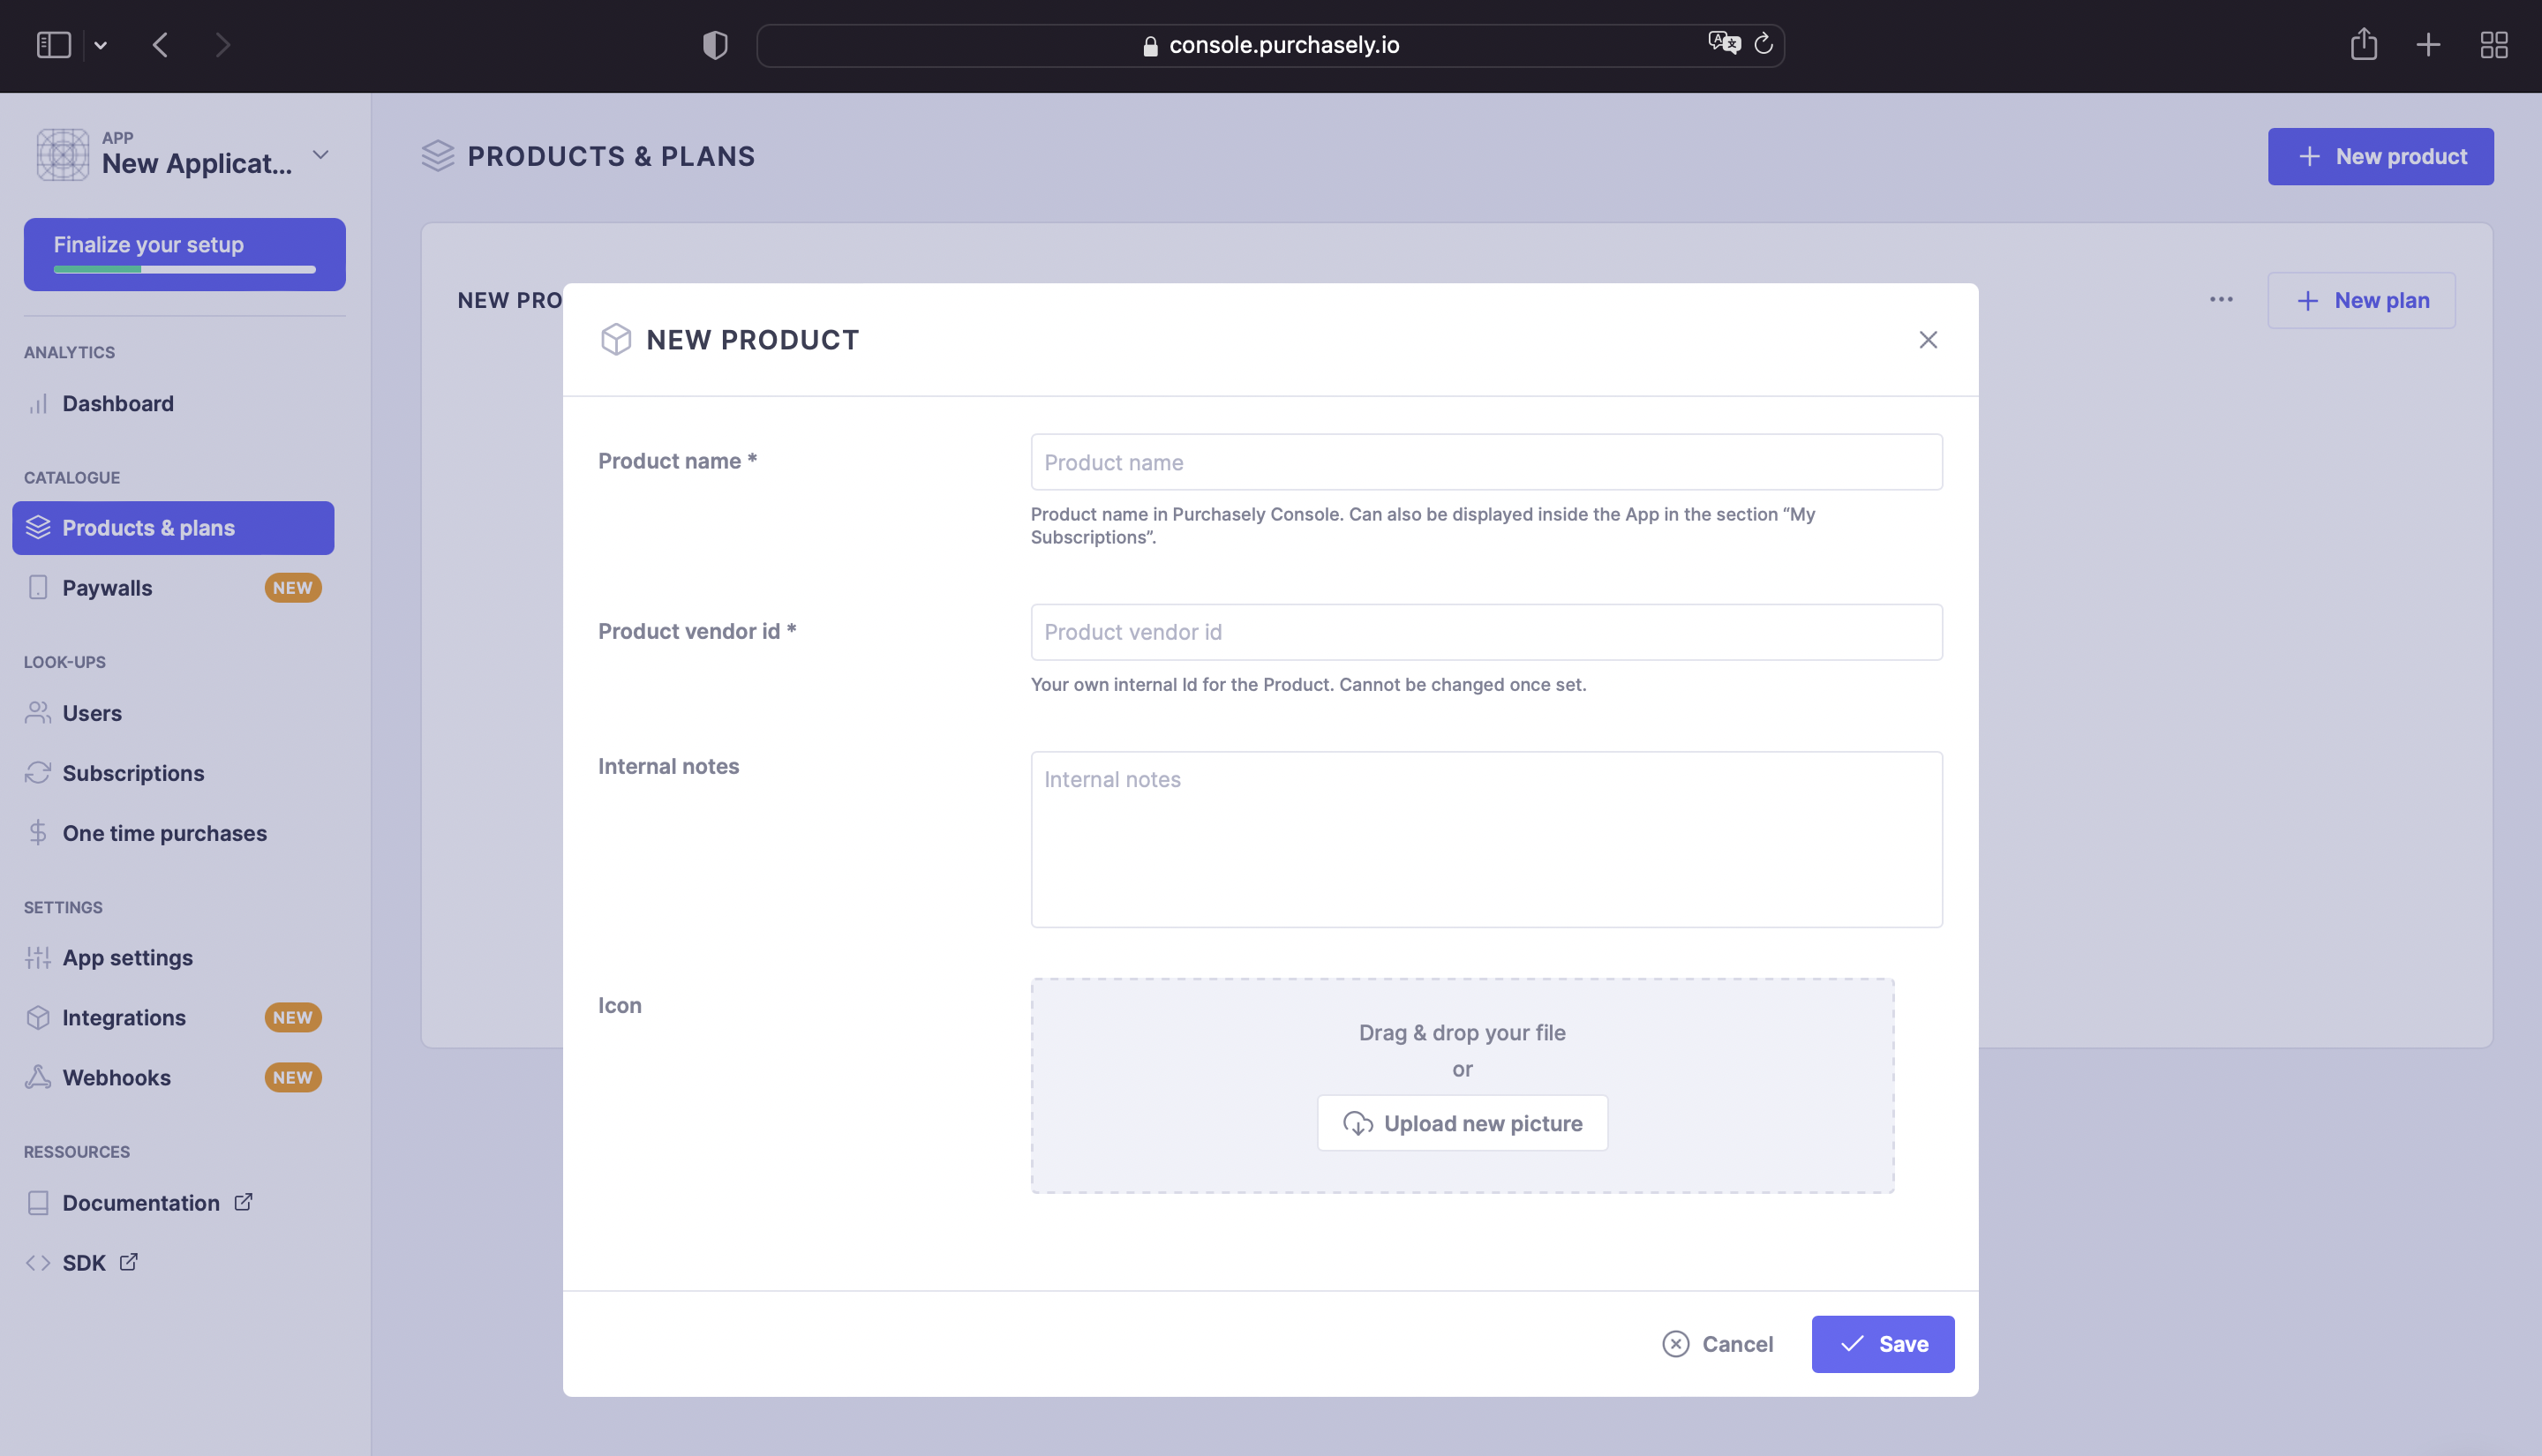 console.purchasely.io
APP
New Applicat...
Finalize your setup
ANALYTICS
Dashboard
CATALOGUE
Products & plans
Paywalls NEW
LOOK-UPS
Users
Subscriptions
One time purchases
SETTINGS
App settings
Integrations NEW
Webhooks NEW
RESSOURCES
Documentation
SDK
PRODUCTS & PLANS
New product
NEW PRO
New plan
NEW PRODUCT
Product name *
Product name
Product name in Purchasely Console. Can also be displayed inside the App in the section “My
Subscriptions”.
Product vendor id *
Product vendor id
Your own internal Id for the Product. Cannot be changed once set.
Internal notes
Internal notes
Icon
Drag & drop your file
or
Upload new picture
Cancel
Save